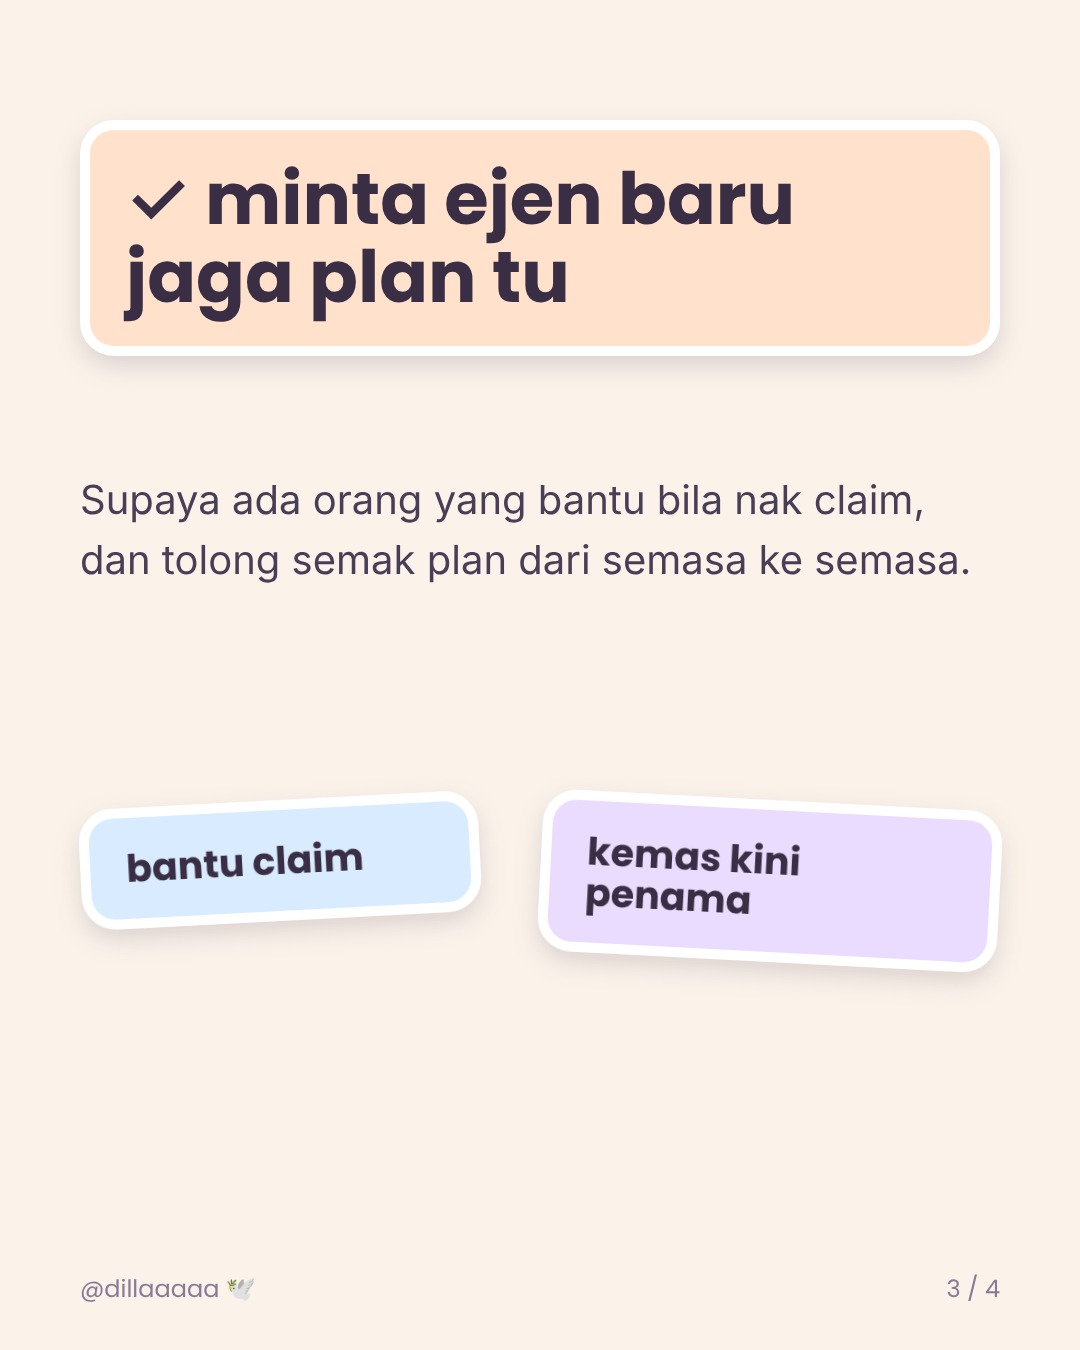 ✓ minta ejen baru
jaga plan tu
Supaya ada orang yang bantu bila nak claim,
dan tolong semak plan dari semasa ke semasa.
bantu claim
kemas kini
penama
@dillaaaaa 🕊️
3 / 4